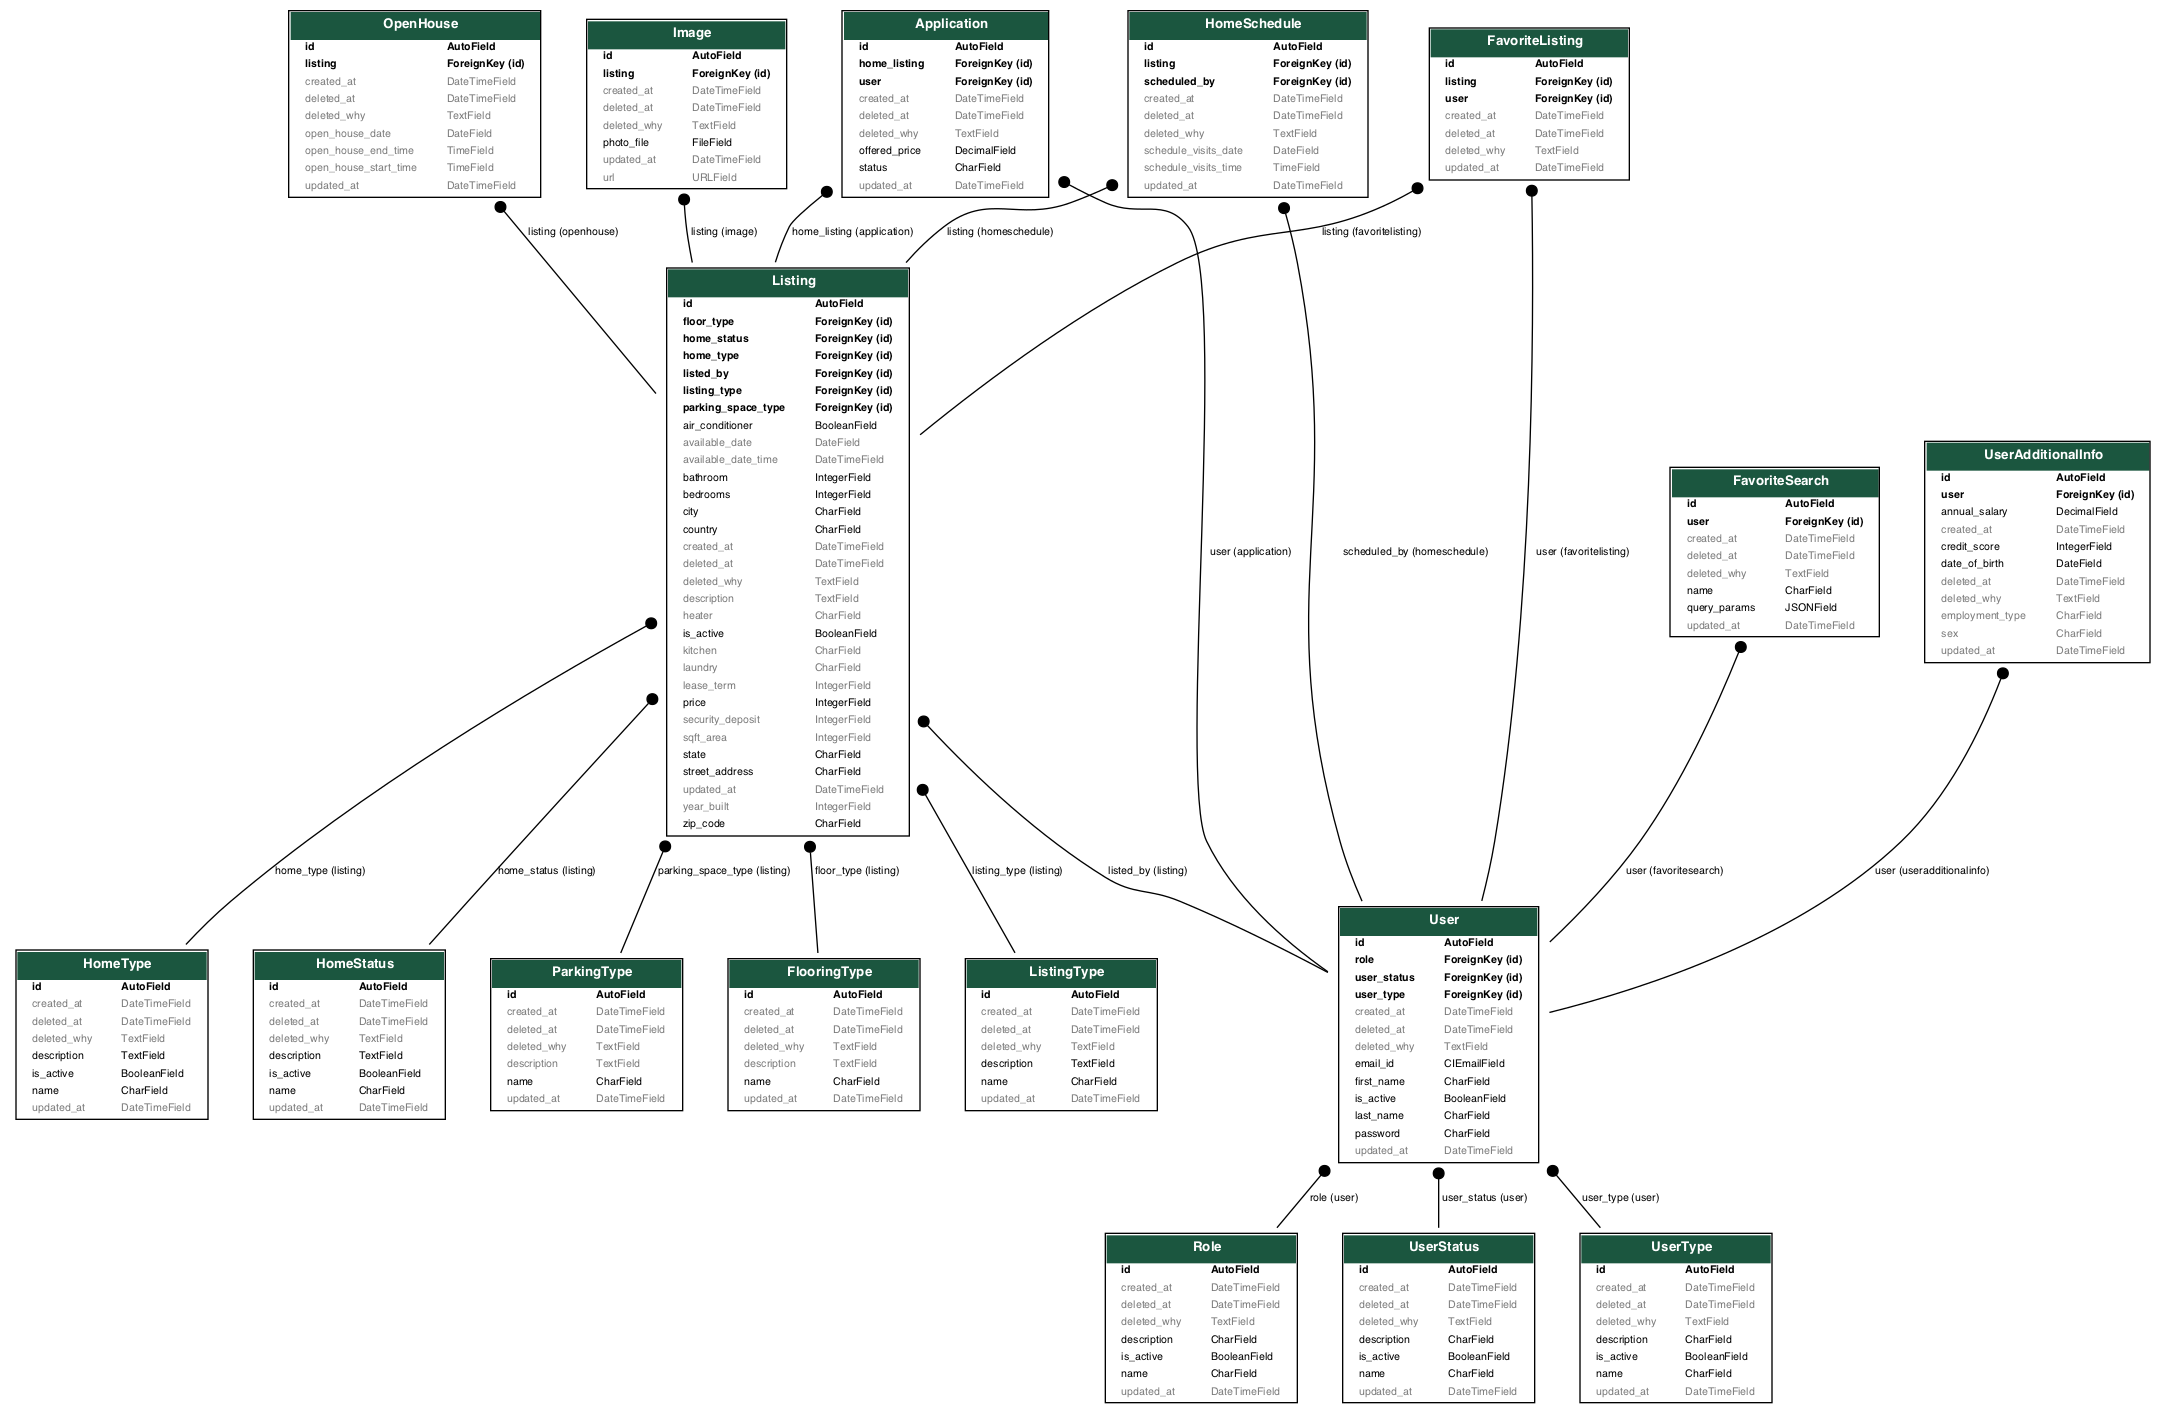 OpenHouse
id AutoField
listing ForeignKey (id)
created_at DateTimeField
deleted_at DateTimeField
deleted_why TextField
open_house_date DateField
open_house_end_time TimeField
open_house_start_time TimeField
updated_at DateTimeField
Image
id AutoField
listing ForeignKey (id)
created_at DateTimeField
deleted_at DateTimeField
deleted_why TextField
photo_file FileField
updated_at DateTimeField
url URLField
Application
id AutoField
home_listing ForeignKey (id)
user ForeignKey (id)
created_at DateTimeField
deleted_at DateTimeField
deleted_why TextField
offered_price DecimalField
status CharField
updated_at DateTimeField
HomeSchedule
id AutoField
listing ForeignKey (id)
scheduled_by ForeignKey (id)
created_at DateTimeField
deleted_at DateTimeField
deleted_why TextField
schedule_visits_date DateField
schedule_visits_time TimeField
updated_at DateTimeField
FavoriteListing
id AutoField
listing ForeignKey (id)
user ForeignKey (id)
created_at DateTimeField
deleted_at DateTimeField
deleted_why TextField
updated_at DateTimeField
listing (openhouse)
listing (image)
home_listing (application)
listing (homeschedule)
listing (favoritelisting)
Listing
id AutoField
floor_type ForeignKey (id)
home_status ForeignKey (id)
home_type ForeignKey (id)
listed_by ForeignKey (id)
listing_type ForeignKey (id)
parking_space_type ForeignKey (id)
air_conditioner BooleanField
available_date DateField
available_date_time DateTimeField
bathroom IntegerField
bedrooms IntegerField
city CharField
country CharField
created_at DateTimeField
deleted_at DateTimeField
deleted_why TextField
description TextField
heater CharField
is_active BooleanField
kitchen CharField
laundry CharField
lease_term IntegerField
price IntegerField
security_deposit IntegerField
sqft_area IntegerField
state CharField
street_address CharField
updated_at DateTimeField
year_built IntegerField
zip_code CharField
user (application)
scheduled_by (homeschedule)
user (favoritelisting)
FavoriteSearch
id AutoField
user ForeignKey (id)
created_at DateTimeField
deleted_at DateTimeField
deleted_why TextField
name CharField
query_params JSONField
updated_at DateTimeField
UserAdditionalInfo
id AutoField
user ForeignKey (id)
annual_salary DecimalField
created_at DateTimeField
credit_score IntegerField
date_of_birth DateField
deleted_at DateTimeField
deleted_why TextField
employment_type CharField
sex CharField
updated_at DateTimeField
home_type (listing)
home_status (listing)
parking_space_type (listing)
floor_type (listing)
listing_type (listing)
listed_by (listing)
user (favoritesearch)
user (useradditionalinfo)
HomeType
id AutoField
created_at DateTimeField
deleted_at DateTimeField
deleted_why TextField
description TextField
is_active BooleanField
name CharField
updated_at DateTimeField
HomeStatus
id AutoField
created_at DateTimeField
deleted_at DateTimeField
deleted_why TextField
description TextField
is_active BooleanField
name CharField
updated_at DateTimeField
ParkingType
id AutoField
created_at DateTimeField
deleted_at DateTimeField
deleted_why TextField
description TextField
name CharField
updated_at DateTimeField
FlooringType
id AutoField
created_at DateTimeField
deleted_at DateTimeField
deleted_why TextField
description TextField
name CharField
updated_at DateTimeField
ListingType
id AutoField
created_at DateTimeField
deleted_at DateTimeField
deleted_why TextField
description TextField
name CharField
updated_at DateTimeField
User
id AutoField
role ForeignKey (id)
user_status ForeignKey (id)
user_type ForeignKey (id)
created_at DateTimeField
deleted_at DateTimeField
deleted_why TextField
email_id CIEmailField
first_name CharField
is_active BooleanField
last_name CharField
password CharField
updated_at DateTimeField
role (user)
user_status (user)
user_type (user)
Role
id AutoField
created_at DateTimeField
deleted_at DateTimeField
deleted_why TextField
description CharField
is_active BooleanField
name CharField
updated_at DateTimeField
UserStatus
id AutoField
created_at DateTimeField
deleted_at DateTimeField
deleted_why TextField
description CharField
is_active BooleanField
name CharField
updated_at DateTimeField
UserType
id AutoField
created_at DateTimeField
deleted_at DateTimeField
deleted_why TextField
description CharField
is_active BooleanField
name CharField
updated_at DateTimeField